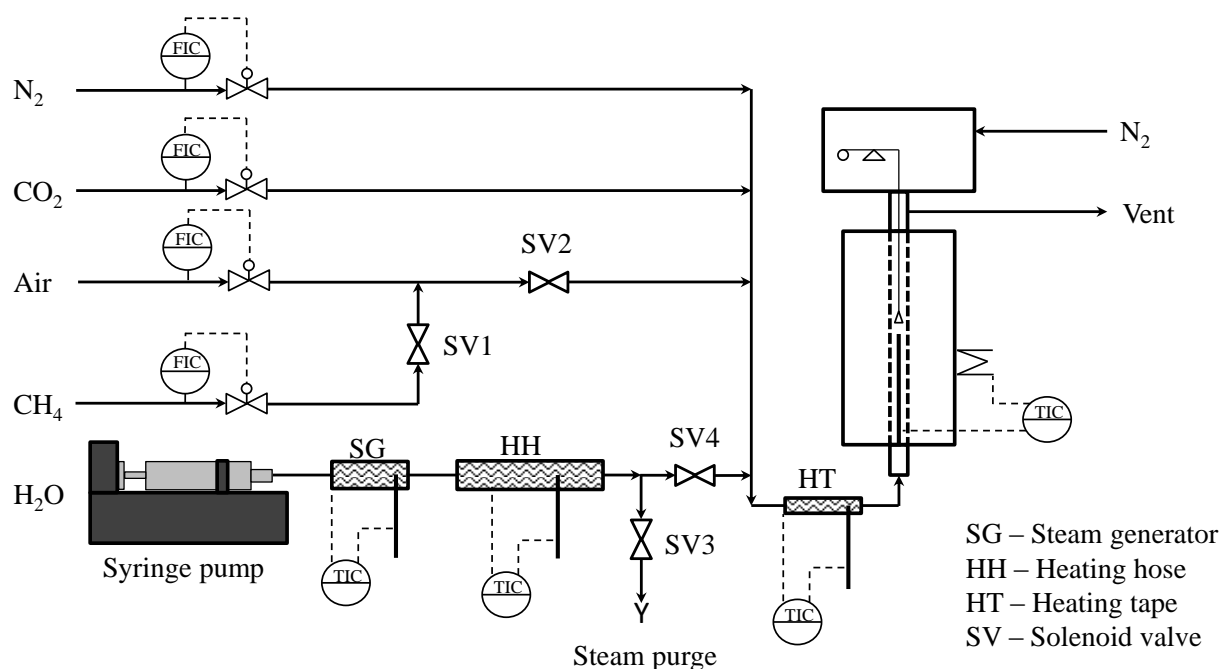 FIC
N₂
N₂
FIC
CO₂
Vent
FIC
SV2
Air
SV1
FIC
CH₄
TIC
SG
HH
SV4
HT
H₂O
SV3
SG – Steam generator
HH – Heating hose
HT – Heating tape
SV – Solenoid valve
Syringe pump
TIC
TIC
TIC
Steam purge